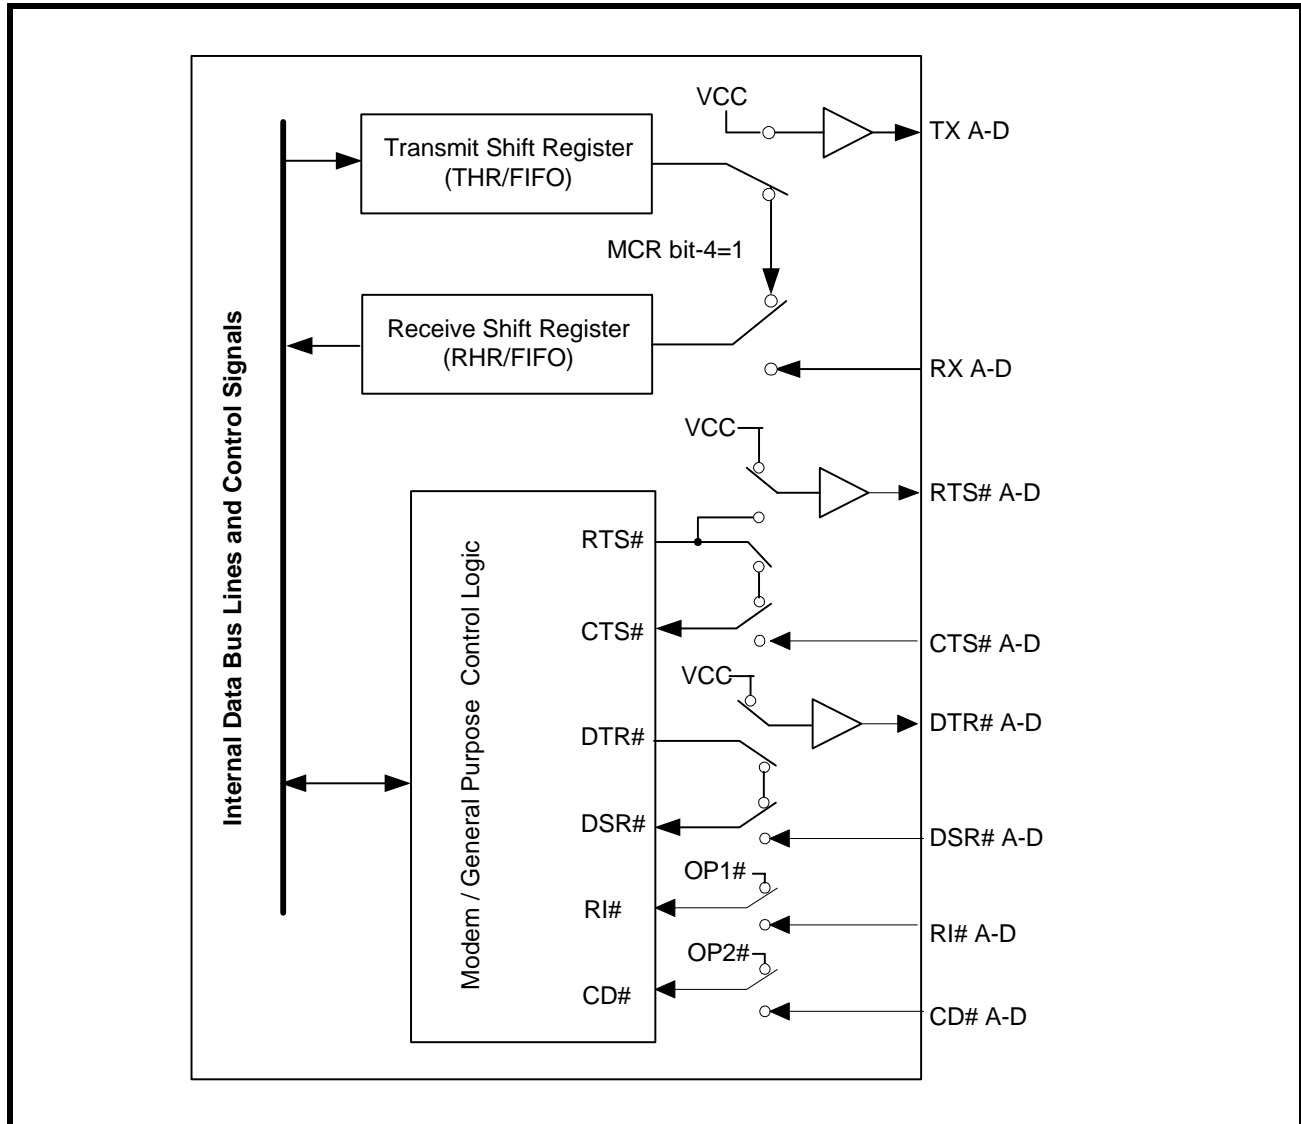 VCC
TX A-D
Transmit Shift Register
(THR/FIFO)
MCR bit-4=1
Receive Shift Register
(RHR/FIFO)
RX A-D
Internal Data Bus Lines and Control Signals
VCC
RTS# A-D
Modem / General Purpose Control Logic
RTS#
CTS#
CTS# A-D
VCC
DTR# A-D
DTR#
DSR#
DSR# A-D
OP1#
RI#
RI# A-D
OP2#
CD#
CD# A-D